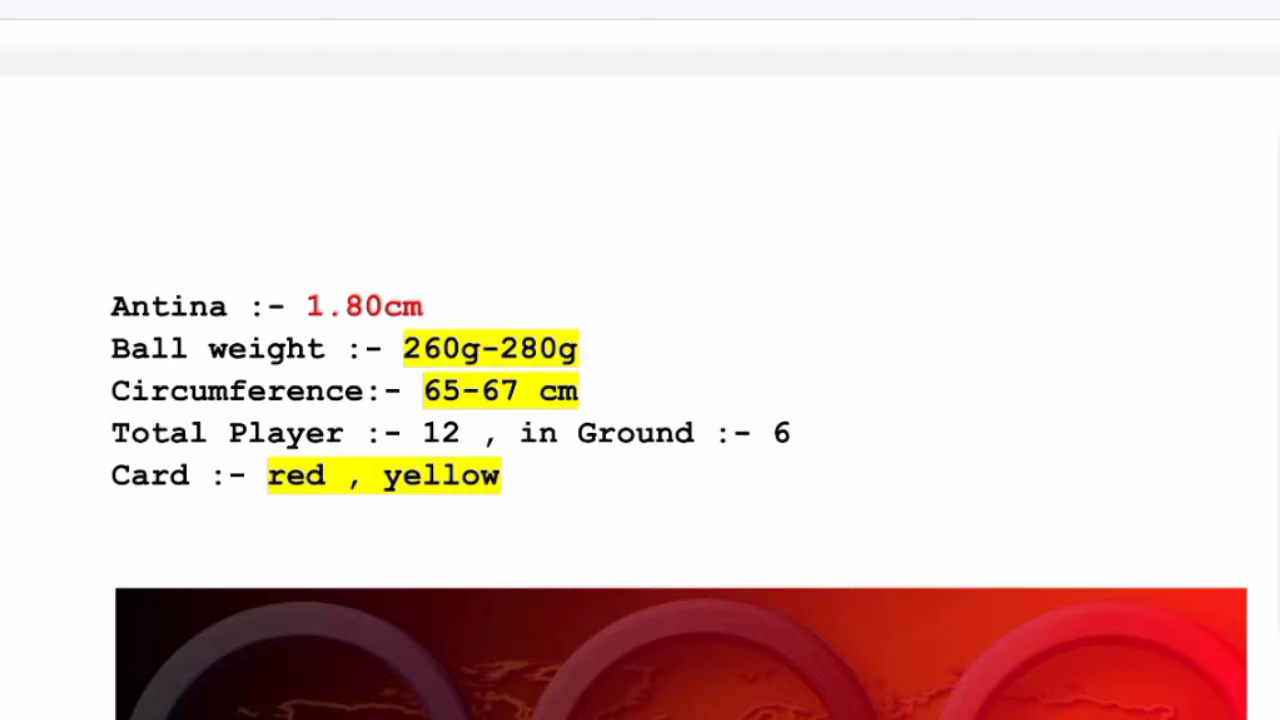 Antina :- 1.80cm
Ball weight :- 260g-280g
Circumference:- 65-67 cm
Total Player :- 12 , in Ground :- 6
Card :- red , yellow